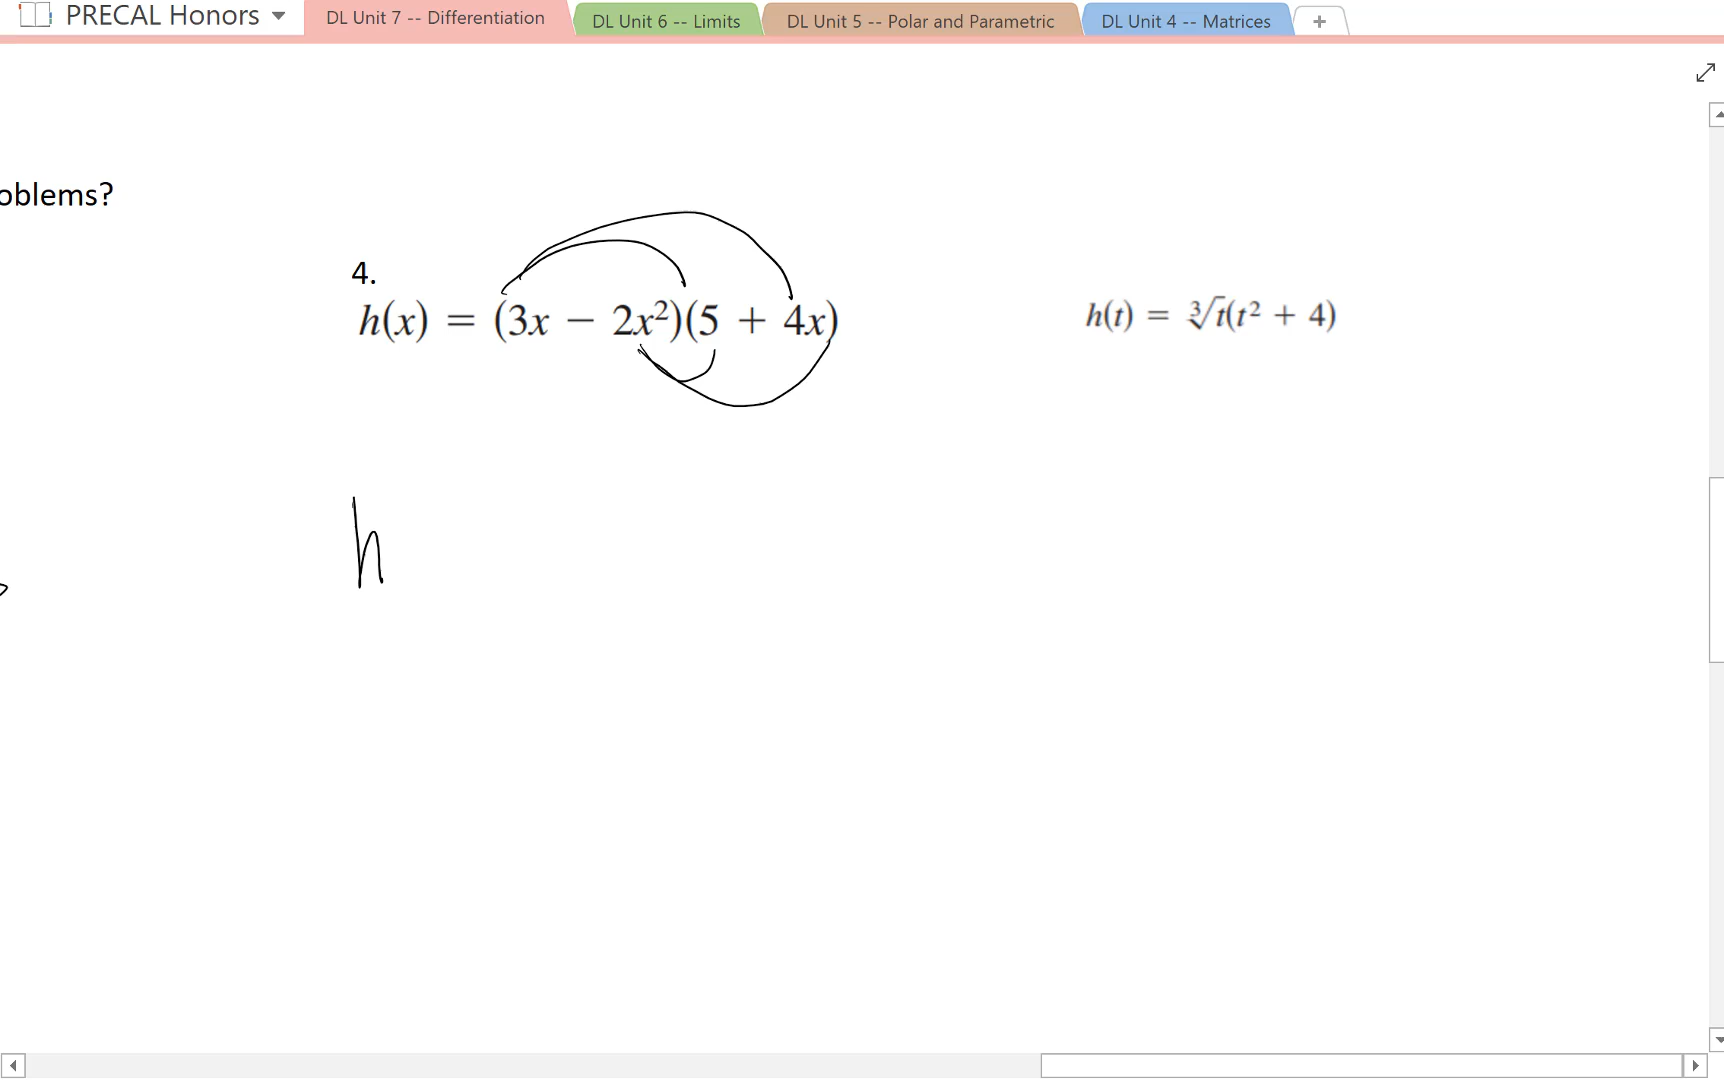 PRECAL Honors
DL Unit 7 -- Differentiation
DL Unit 6 -- Limits
DL Unit 5 -- Polar and Parametric
DL Unit 4 -- Matrices
+
oblems?
4.
h(x) = (3x − 2x²)(5 + 4x)
h(t) = ∛t(t² + 4)
h